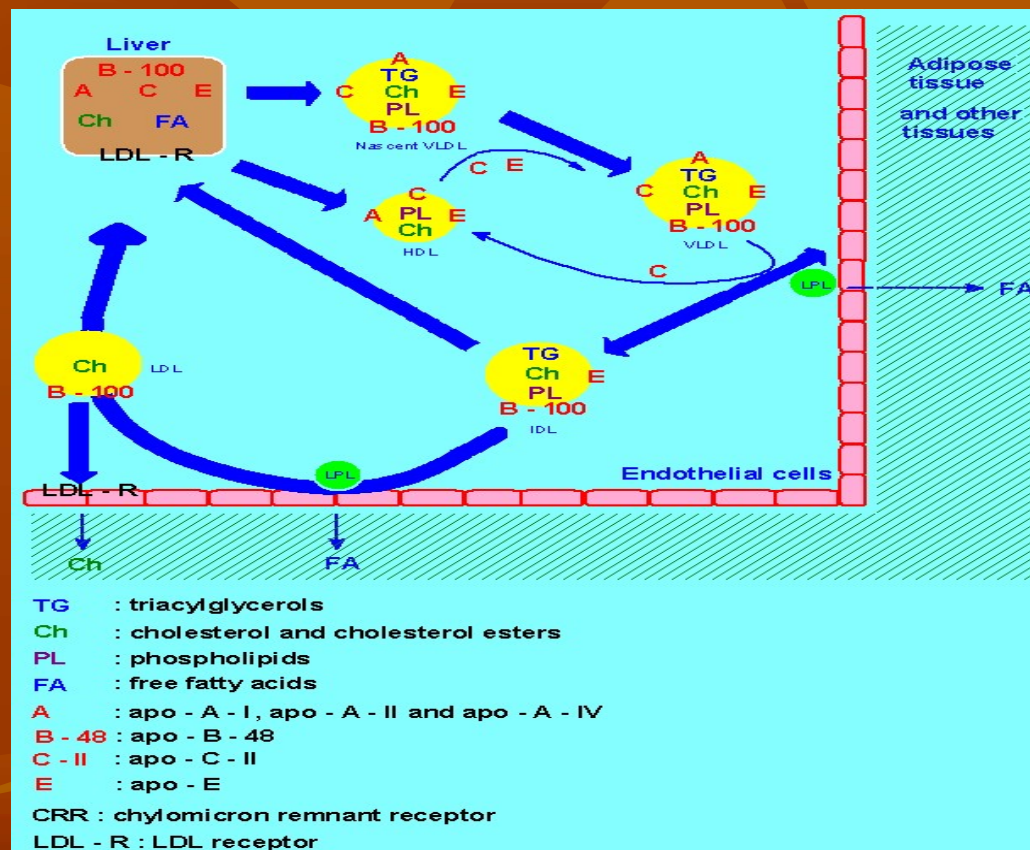 Liver
B - 100
A C E
Ch FA
LDL - R
A
TG
C Ch E
PL
B - 100
Nascent VLDL
C E
C
A PL E
Ch
HDL
A
TG
C Ch E
PL
B - 100
VLDL
C
Adipose
tissue
and other
tissues
LPL
FA
Ch
B - 100
LDL
TG
Ch E
PL
B - 100
IDL
LPL
Endothelial cells
LDL - R
Ch
FA
TG : triacylglycerols
Ch : cholesterol and cholesterol esters
PL : phospholipids
FA : free fatty acids
A : apo - A - I, apo - A - II and apo - A - IV
B - 48 : apo - B - 48
C - II : apo - C - II
E : apo - E
CRR : chylomicron remnant receptor
LDL - R : LDL receptor